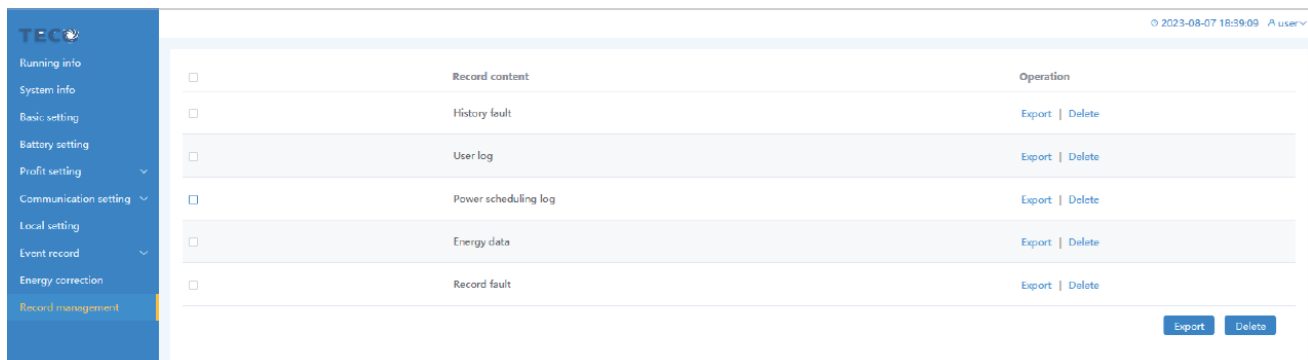 TECO
2023-08-07 18:39:09 user
Running info
System info
Basic setting
Battery setting
Profit setting
Communication setting
Local setting
Event record
Energy correction
Record management
Record content Operation
History fault Export | Delete
User log Export | Delete
Power scheduling log Export | Delete
Energy data Export | Delete
Record fault Export | Delete
Export Delete